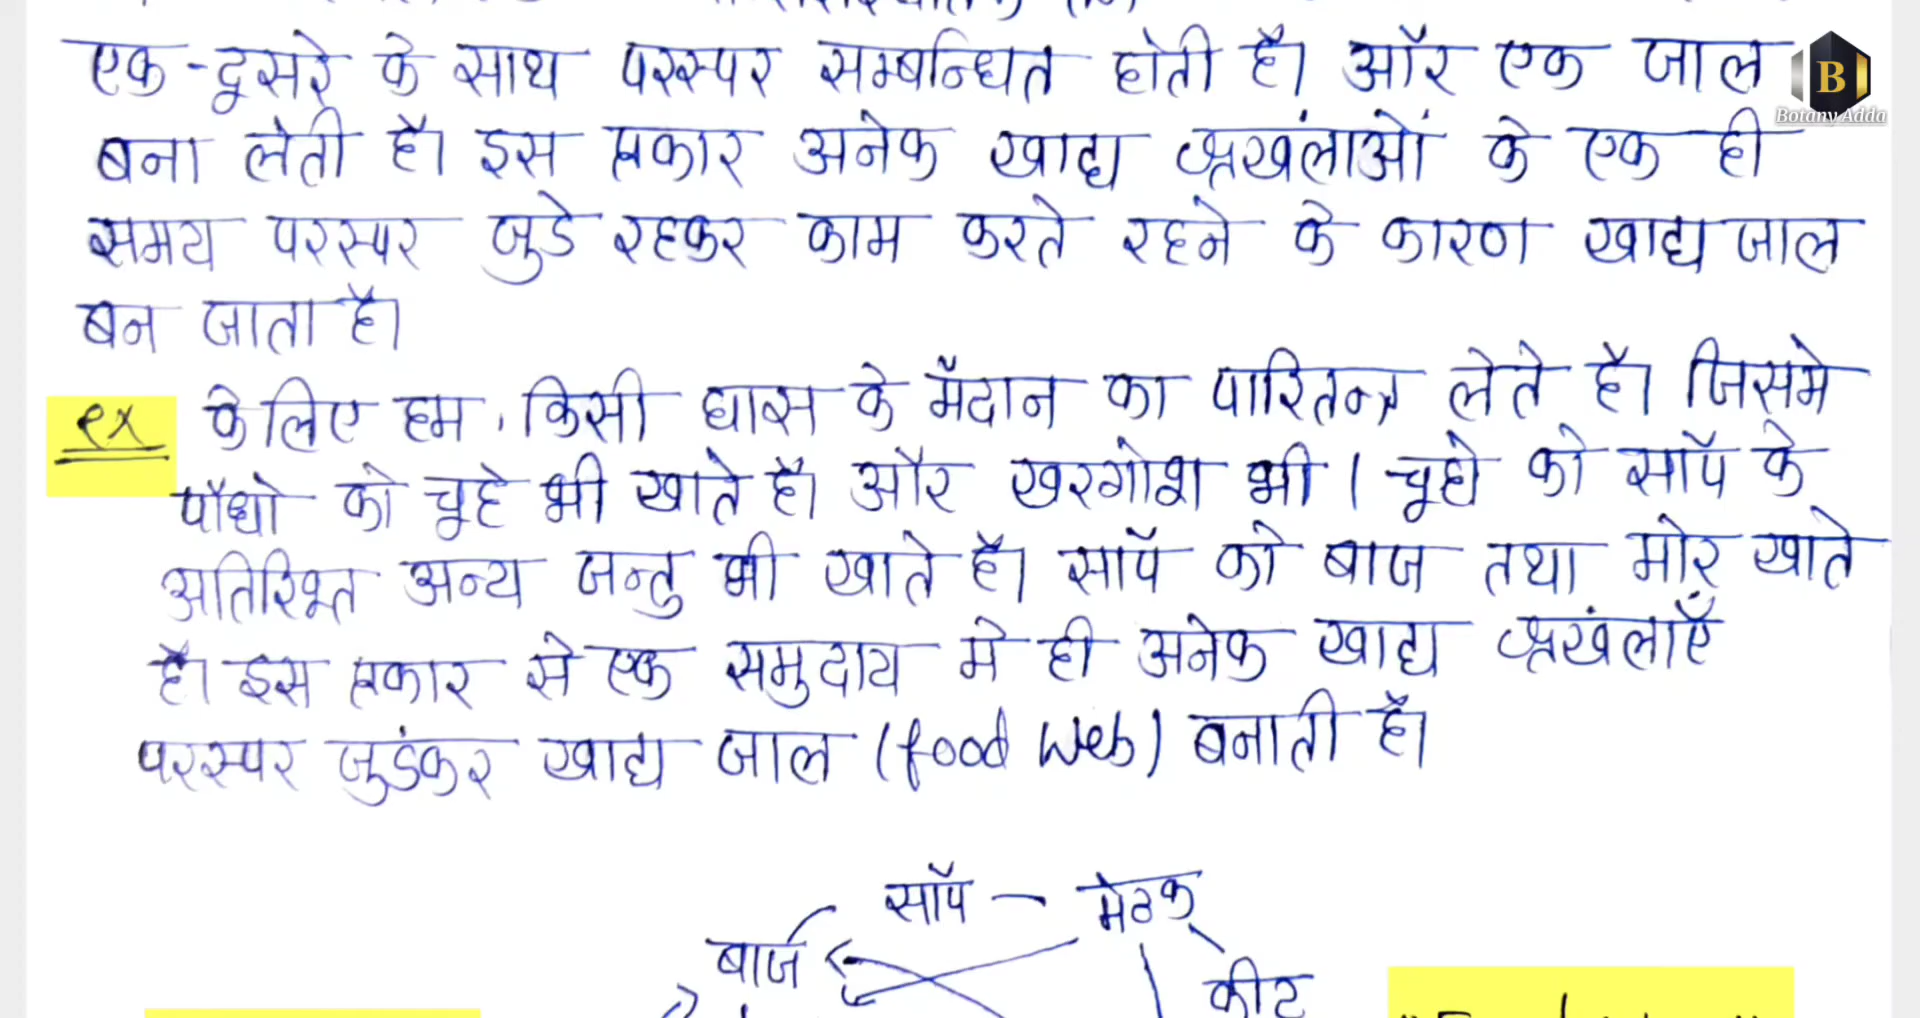 एक-दूसरे के साथ परस्पर सम्बन्धित होती है। और एक जाल
B
Botany Adda
बना लेती है। इस प्रकार अनेक खाद्य श्रृखंलाओं के एक ही
समय परस्पर जुडे रहकर काम करते रहने के कारण खाद्य जाल
बन जाता है।
ex के लिए हम, किसी घास के मैदान का पारितन्त्र लेते है। जिसमे
पौधो को चूहे भी खाते है। और खरगोश भी। चूहो को सॉप के
अतिरिक्त अन्य जन्तु भी खाते है। सॉप को बाज तथा मोर खाते
है। इस प्रकार से एक समुदाय मे ही अनेक खाद्य श्रृखंलाएँ
परस्पर जुडंकर खाद्य जाल (food web) बनाती है।
सॉप - मेढक
बाज
कीट